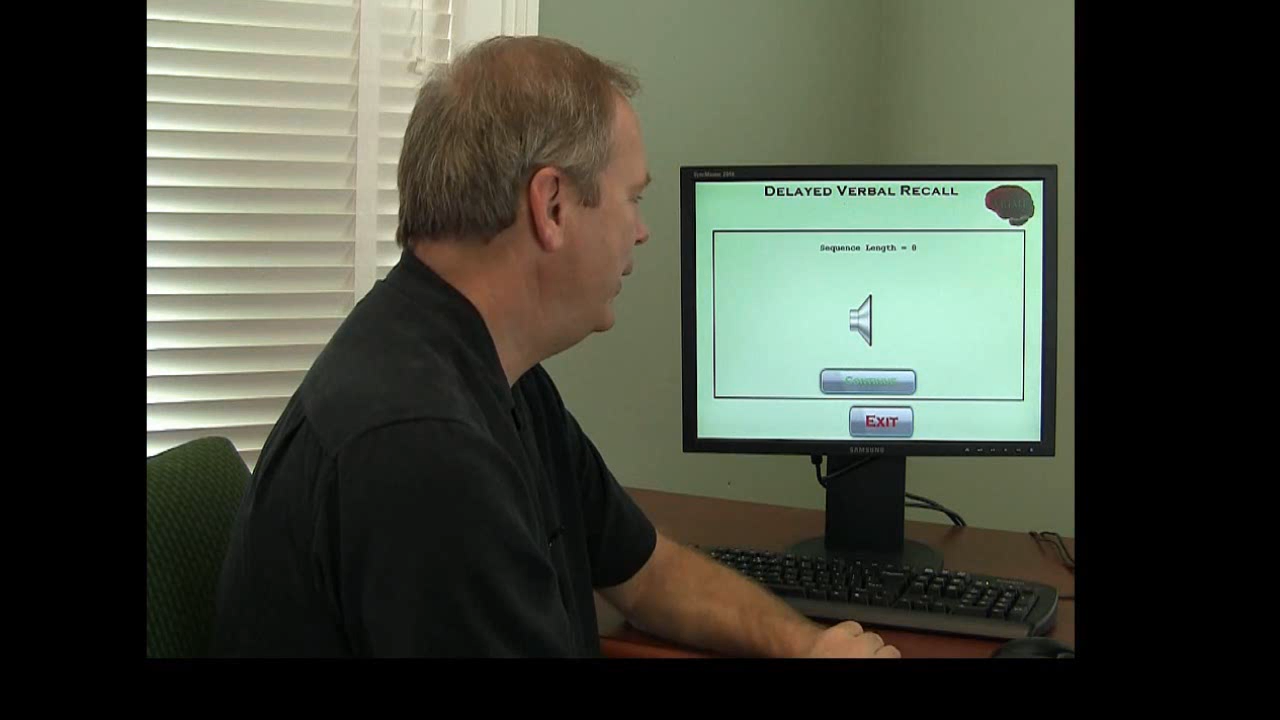 DELAYED VERBAL RECALL
Sequence Length = 8
EXIT
SAMSUNG